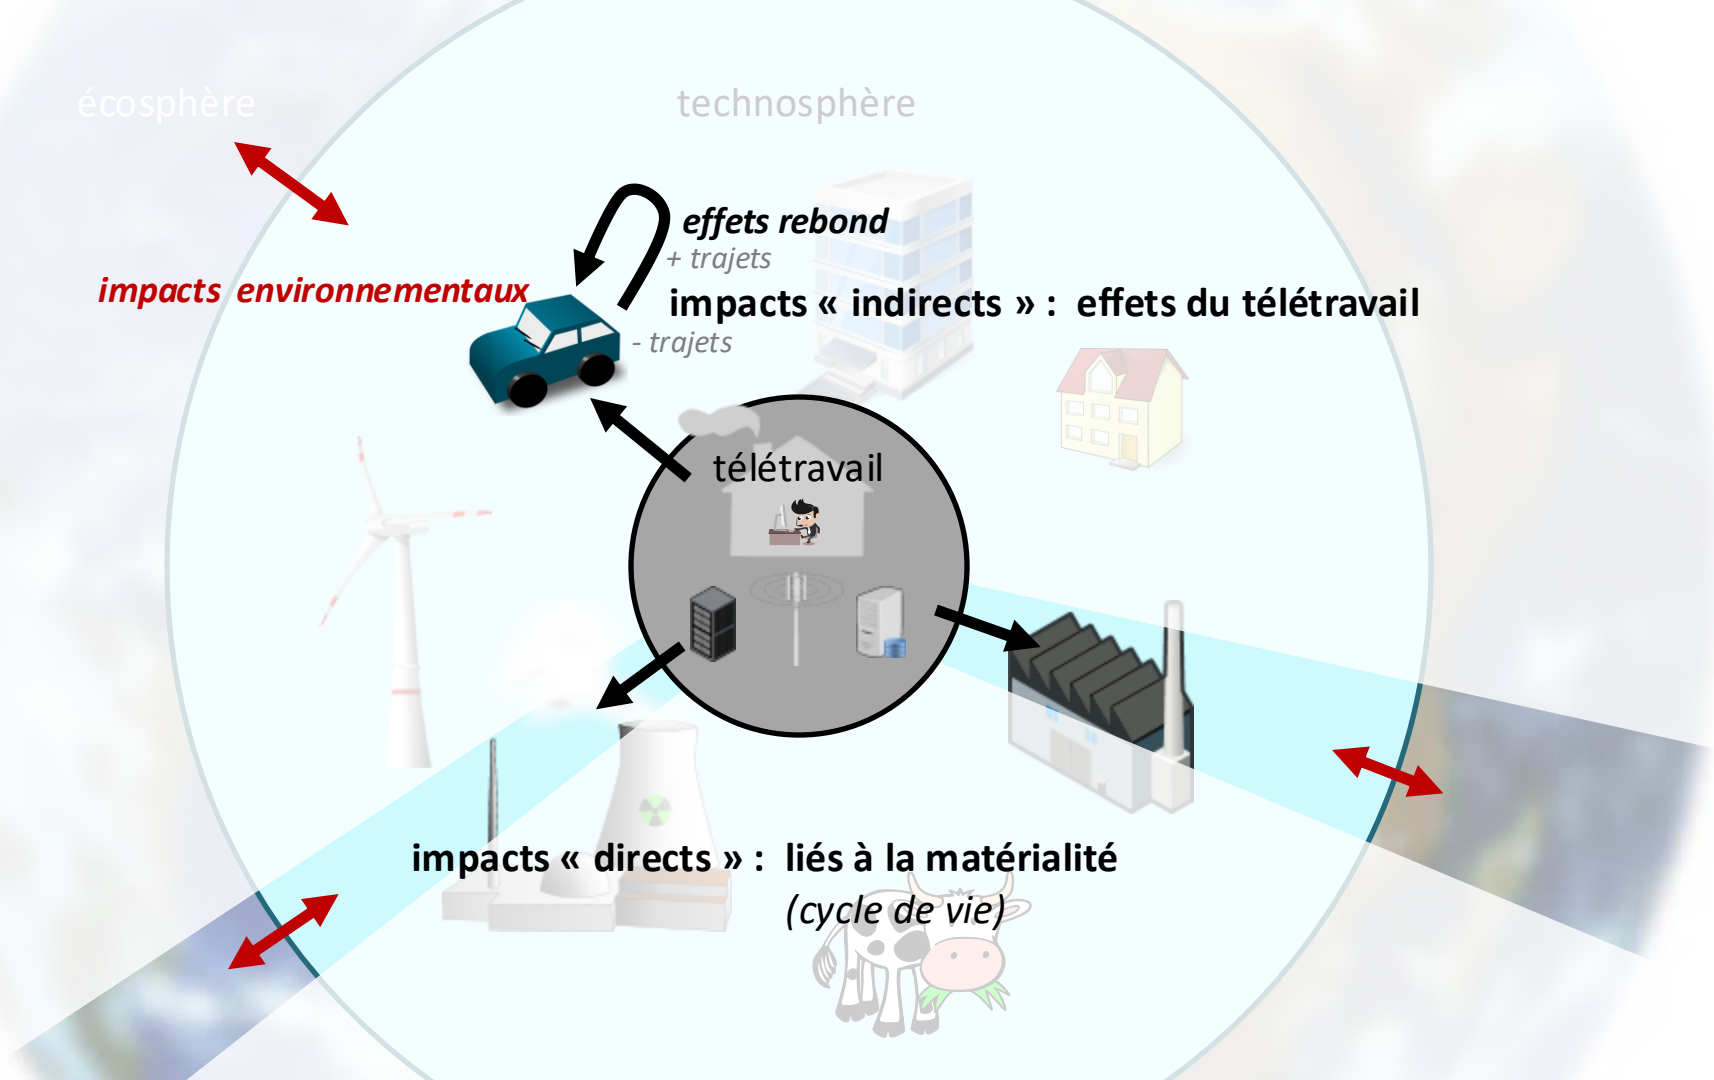 écosphère
technosphère
effets rebond
+ trajets
impacts environnementaux
impacts « indirects » : effets du télétravail
- trajets
télétravail
impacts « directs » : liés à la matérialité
(cycle de vie)